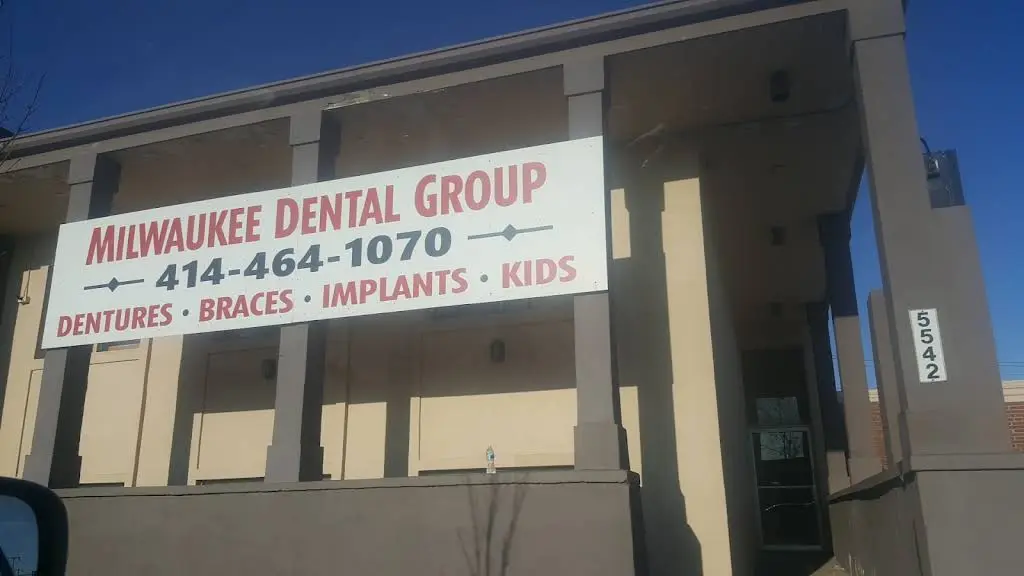 MILWAUKEE DENTAL GROUP
414-464-1070
DENTURES · BRACES · IMPLANTS · KIDS
5542